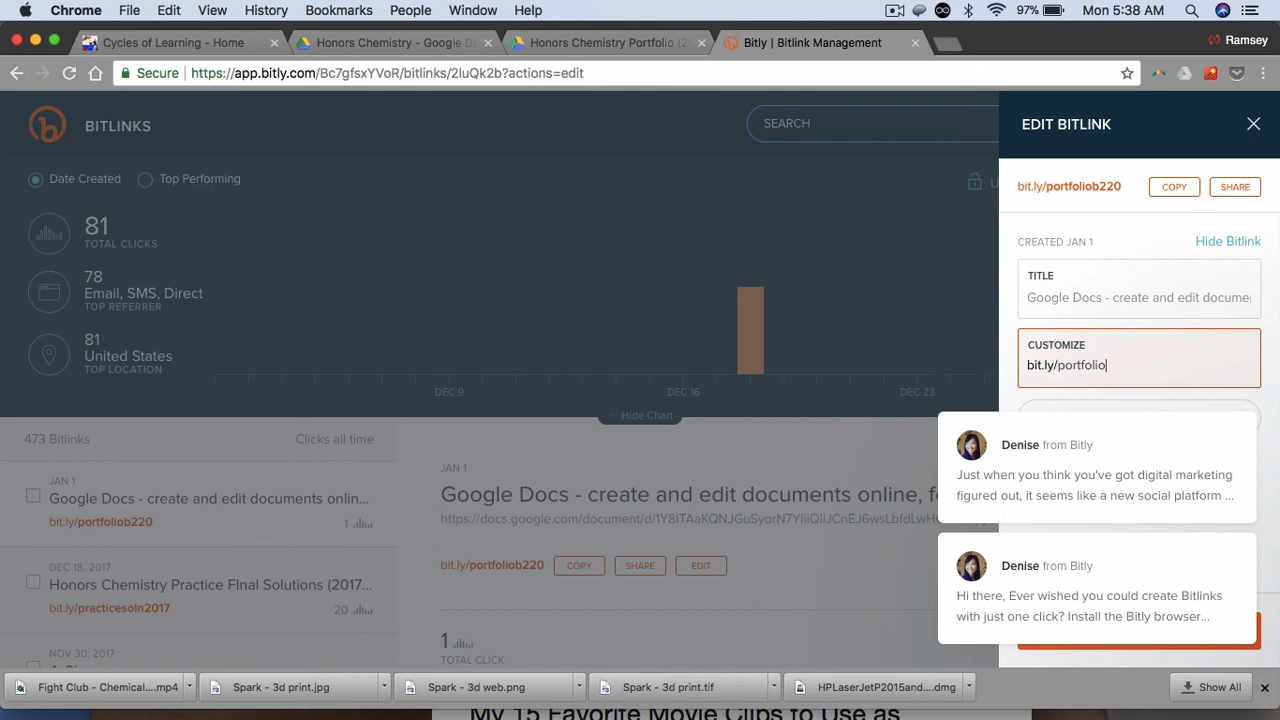 Chrome File Edit View History Bookmarks People Window Help 97% Mon 5:38 AM
Cycles of Learning - Home Honors Chemistry - Google D Honors Chemistry Portfolio (2 Bitly | Bitlink Management Ramsey
Secure https://app.bitly.com/Bc7gfsxYVoR/bitlinks/2luQk2b?actions=edit
BITLINKS
SEARCH
EDIT BITLINK
Date Created Top Performing
bit.ly/portfoliob220 COPY SHARE
81
TOTAL CLICKS
CREATED JAN 1 Hide Bitlink
78
Email, SMS, Direct
TOP REFERRER
TITLE
Google Docs - create and edit docume
81
United States
TOP LOCATION
CUSTOMIZE
bit.ly/portfolio
DEC 9 DEC 16 DEC 23
Hide Chart
473 Bitlinks Clicks all time
JAN 1
Google Docs - create and edit documents onlin...
bit.ly/portfoliob220 1
DEC 18, 2017
Honors Chemistry Practice FInal Solutions (2017...
bit.ly/practicesoln2017 20
NOV 30, 2017
JAN 1
Google Docs - create and edit documents online, f
bit.ly/portfoliob220 COPY SHARE EDIT
1
TOTAL CLICK
Denise from Bitly
Just when you think you've got digital marketing
figured out, it seems like a new social platform ...
Denise from Bitly
Hi there, Ever wished you could create Bitlinks
with just one click? Install the Bitly browser...
Fight Club - Chemical....mp4 Spark - 3d print.jpg Spark - 3d web.png Spark - 3d print.tif HPLaserJetP2015and....dmg Show All
My 15 Favorite Movie Clips to Use as